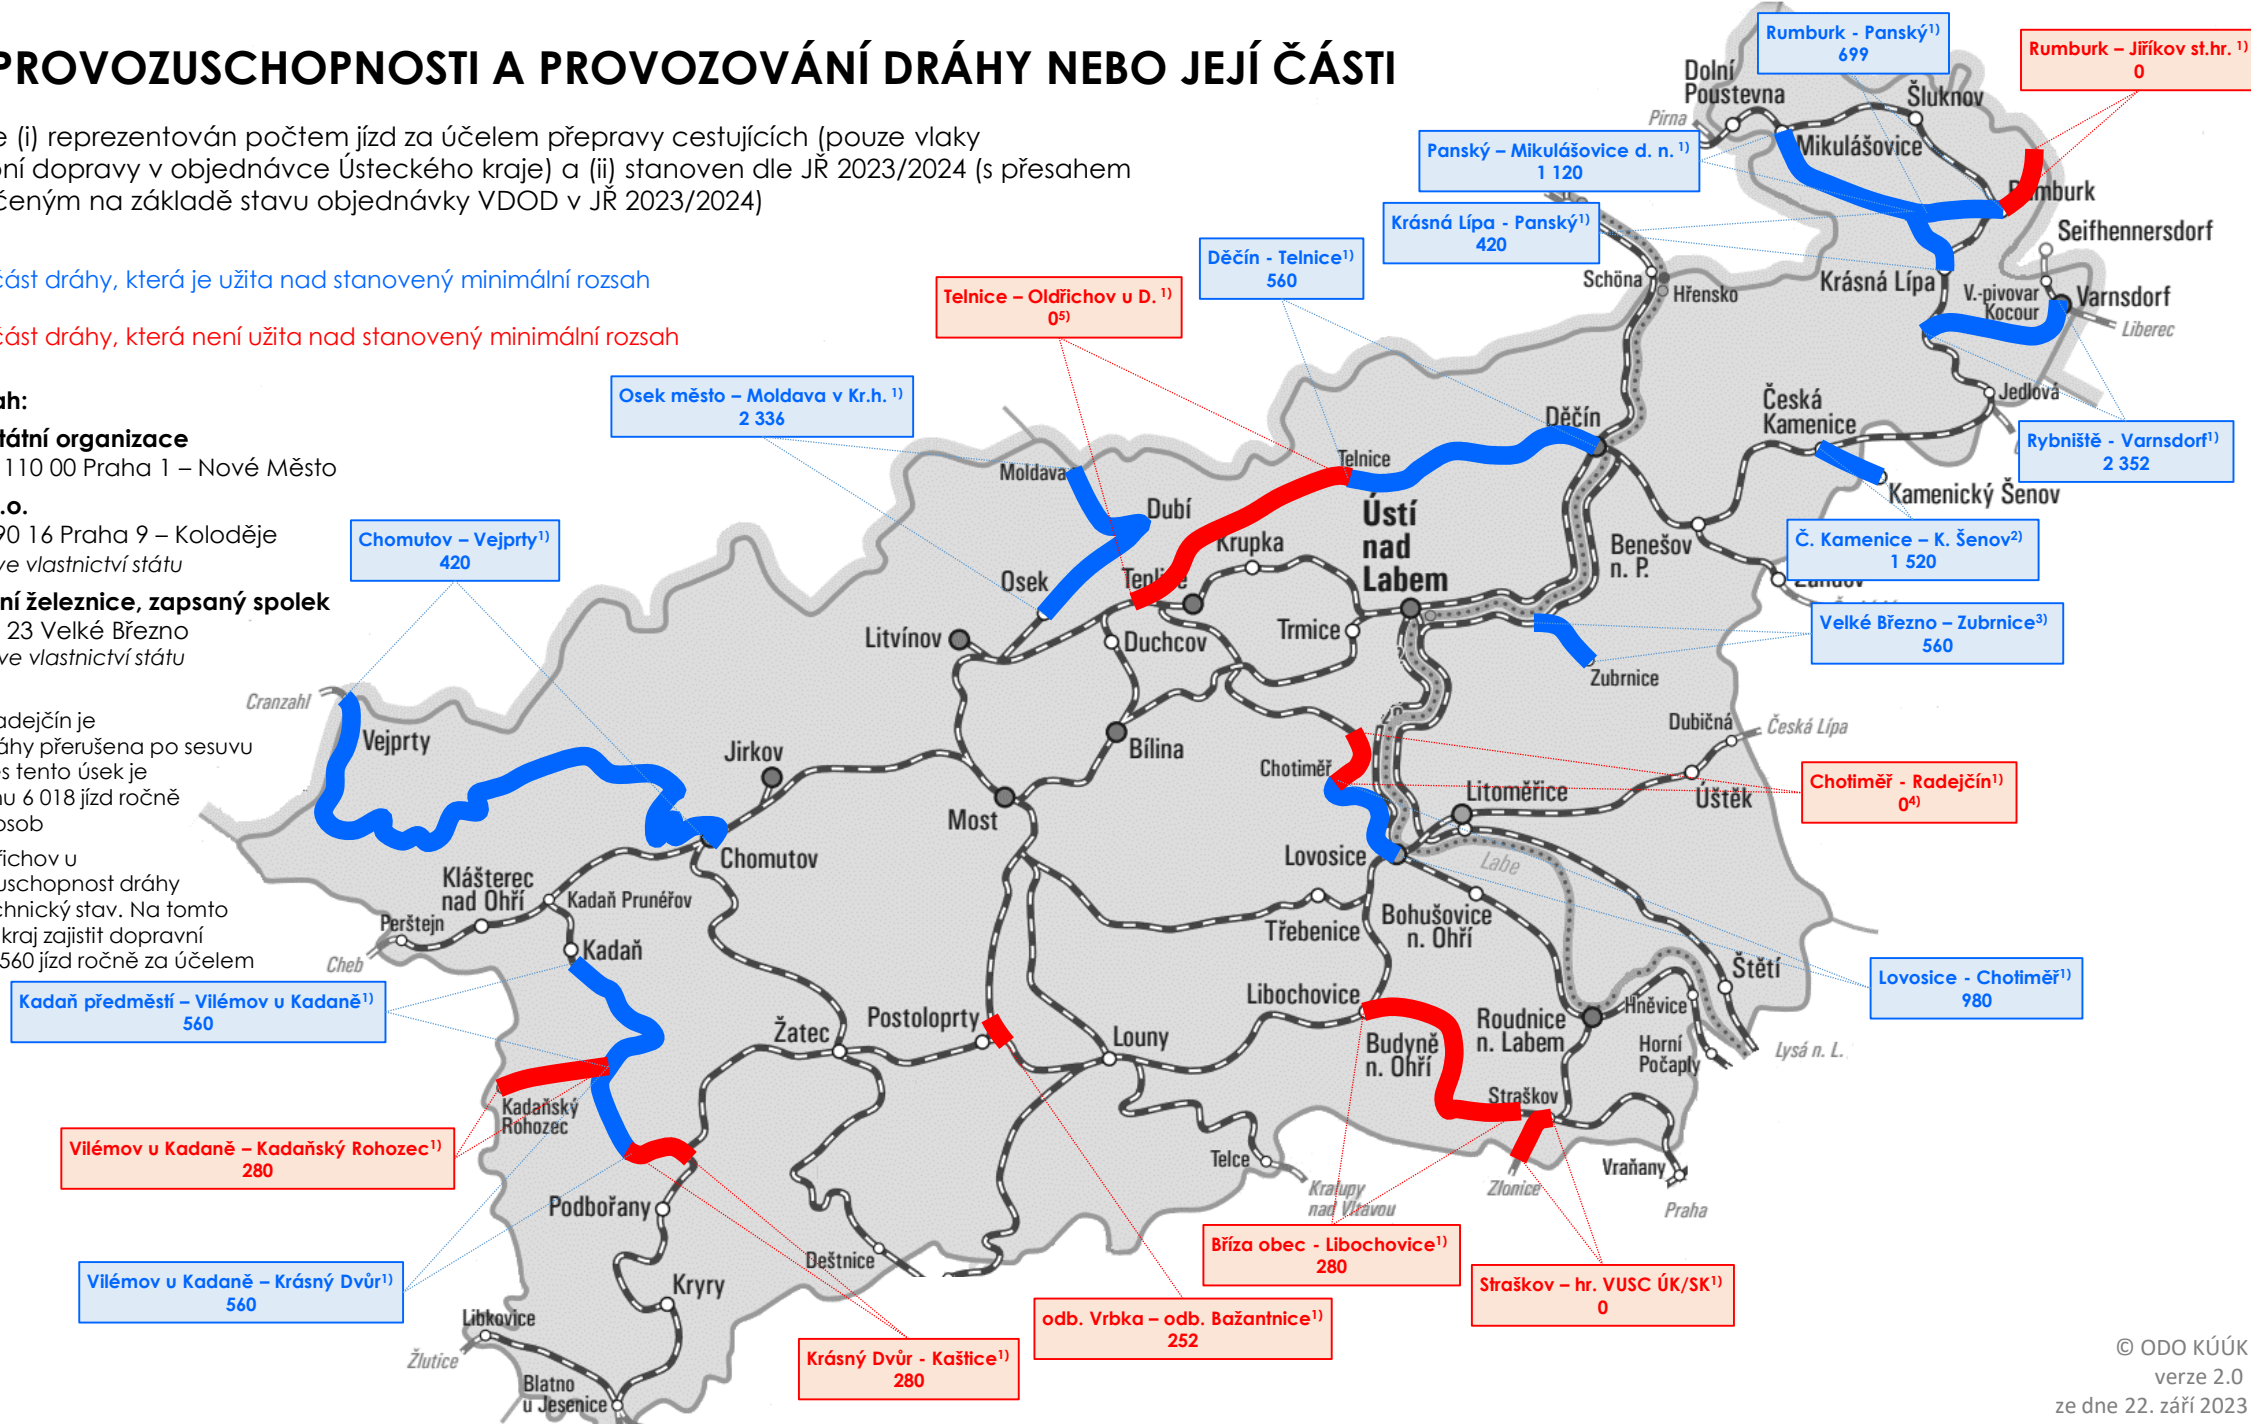 PROVOZUSCHOPNOSTI A PROVOZOVÁNÍ DRÁHY NEBO JEJÍ ČÁSTI
e (i) reprezentován počtem jízd za účelem přepravy cestujících (pouze vlaky
ní dopravy v objednávce Ústeckého kraje) a (ii) stanoven dle JŘ 2023/2024 (s přesahem
čeným na základě stavu objednávky VDOD v JŘ 2023/2024)
část dráhy, která je užita nad stanovený minimální rozsah
část dráhy, která není užita nad stanovený minimální rozsah
ah:
tátní organizace
110 00 Praha 1 – Nové Město
.o.
90 16 Praha 9 – Koloděje
ve vlastnictví státu
ní železnice, zapsaný spolek
23 Velké Březno
ve vlastnictví státu
adejčín je
áhy přerušena po sesuvu
es tento úsek je
nu 6 018 jízd ročně
osob
řichov u
uschopnost dráhy
chnický stav. Na tomto
kraj zajistit dopravní
560 jízd ročně za účelem
Rumburk - Panský1)
699
Rumburk – Jiříkov st.hr. 1)
0
Panský – Mikulášovice d. n. 1)
1 120
Krásná Lípa - Panský1)
420
Děčín - Telnice1)
560
Telnice – Oldřichov u D. 1)
05)
Osek město – Moldava v Kr.h. 1)
2 336
Chomutov – Vejprty1)
420
Rybniště - Varnsdorf1)
2 352
Č. Kamenice – K. Šenov2)
1 520
Velké Březno – Zubrnice3)
560
Chotiměř - Radejčín1)
04)
Lovosice - Chotiměř1)
980
Kadaň předměstí – Vilémov u Kadaně1)
560
Vilémov u Kadaně – Kadaňský Rohozec1)
280
Vilémov u Kadaně – Krásný Dvůr1)
560
Krásný Dvůr - Kaštice1)
280
odb. Vrbka – odb. Bažantnice1)
252
Bříza obec - Libochovice1)
280
Straškov – hr. VUSC ÚK/SK1)
0
Dolní
Poustevna
Pirna
Šluknov
Mikulášovice
Seifhennersdorf
Krásná Lípa
V.-pivovar
Kocour
Varnsdorf
Liberec
Schöna
Hřensko
Jedlová
Česká
Kamenice
Kamenický Šenov
Děčín
Telnice
Moldava
Dubí
Krupka
Osek
Ústí
nad
Labem
Benešov
n. P.
Litvínov
Duchcov
Trmice
Zubrnice
Cranzahl
Vejprty
Jirkov
Bílina
Dubičná
Česká Lípa
Chotiměř
Most
Litoměřice
Úštěk
Chomutov
Lovosice
Labe
Klášterec
nad Ohří
Kadaň Prunéřov
Perštejn
Cheb
Kadaň
Třebenice
Bohušovice
n. Ohří
Štětí
Libochovice
Hněvice
Postoloprty
Žatec
Louny
Budyně
n. Ohří
Roudnice
n. Labem
Horní
Počaply
Lysá n. L.
Kadaňský
Rohozec
Straškov
Telce
Kralupy
nad Vltavou
Zlonice
Vraňany
Praha
Podbořany
Deštnice
Kryry
Libkovice
Žlutice
Blatno
u Jesenice
© ODO KÚÚK
verze 2.0
ze dne 22. září 2023